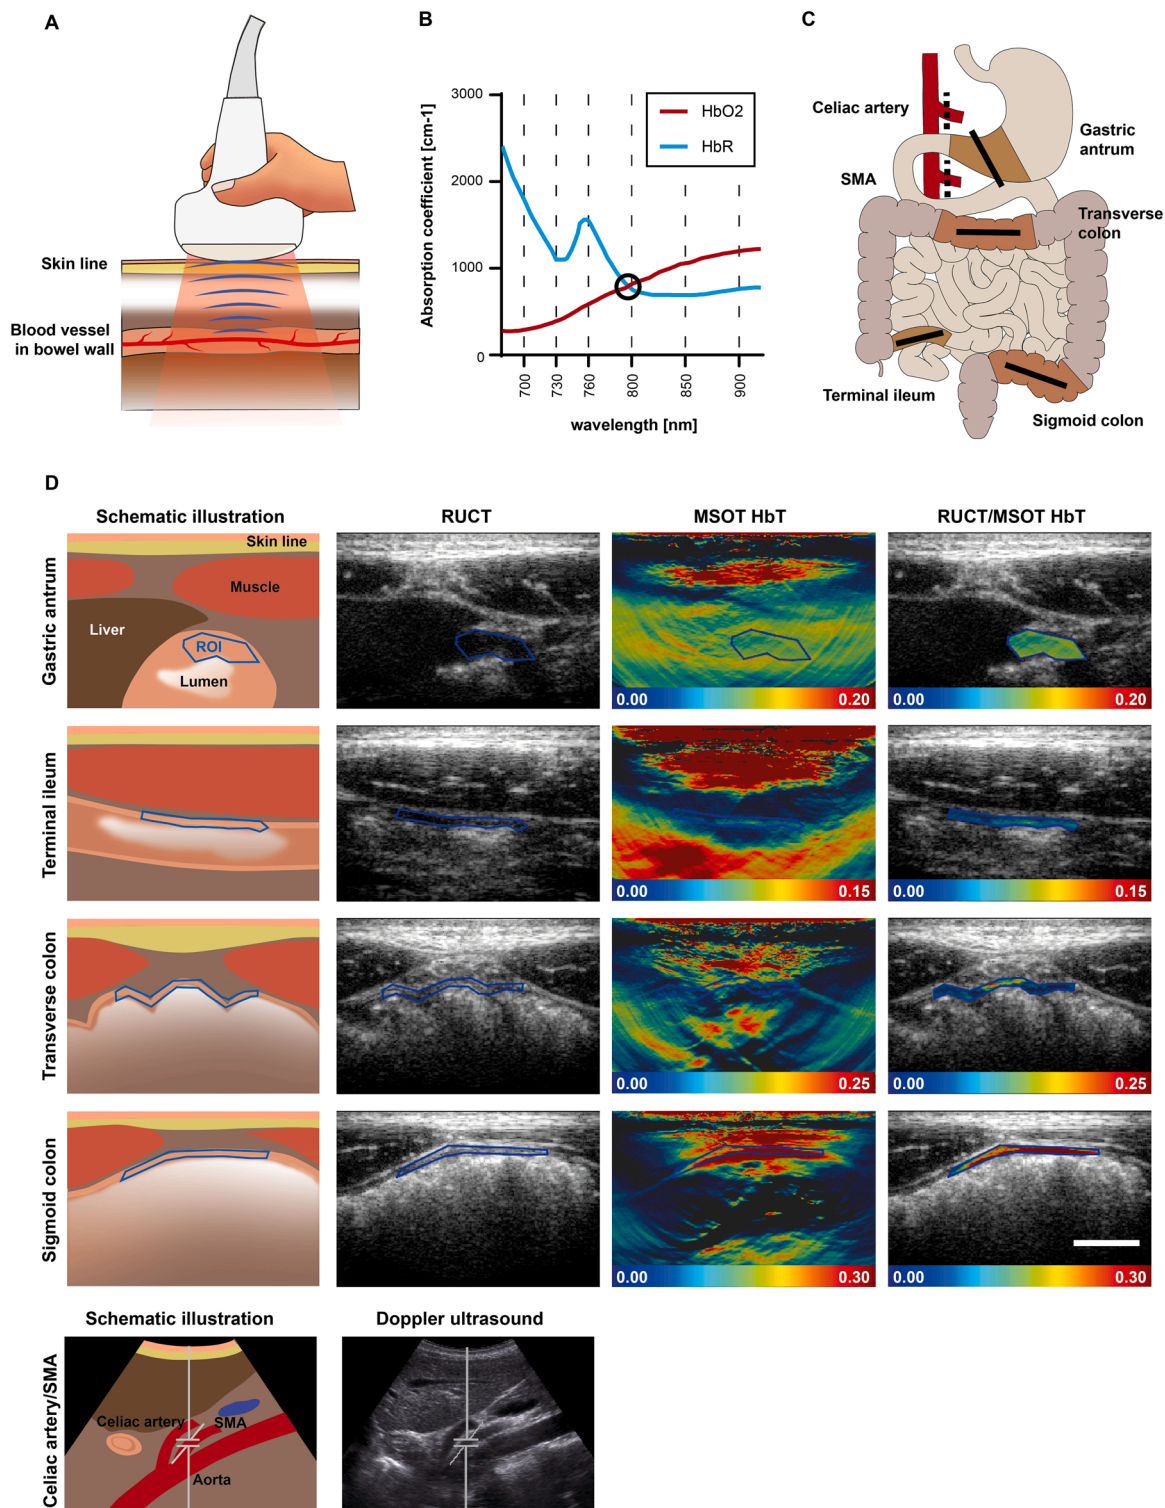 A
Skin line
Blood vessel
in bowel wall
B
Absorption coefficient [cm-1]
3000
2000
1000
0
HbO2
HbR
700
730
760
800
850
900
wavelength [nm]
C
Celiac artery
SMA
Gastric
antrum
Transverse
colon
Terminal ileum
Sigmoid colon
D
Schematic illustration
RUCT
MSOT HbT
RUCT/MSOT HbT
Gastric antrum
Skin line
Muscle
Liver
ROI
Lumen
0.00
0.20
0.00
0.20
Terminal ileum
0.00
0.15
0.00
0.15
Transverse colon
0.00
0.25
0.00
0.25
Sigmoid colon
0.00
0.30
0.00
0.30
Schematic illustration
Doppler ultrasound
Celiac artery/SMA
Celiac artery
SMA
Aorta